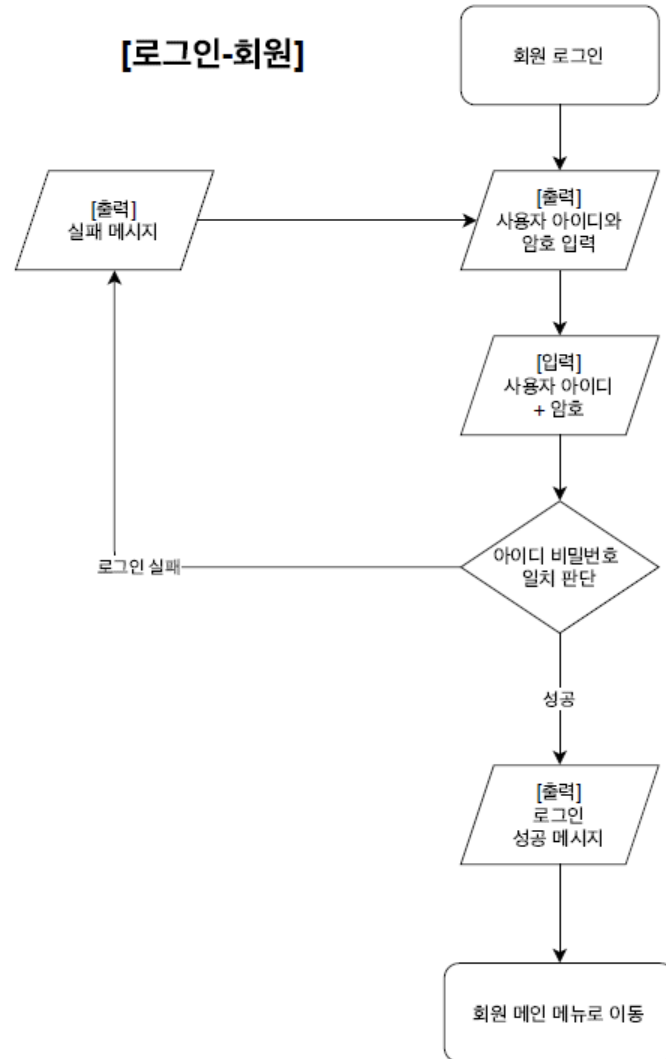 [로그인-회원]
회원 로그인
[출력]
실패 메시지
[출력]
사용자 아이디와
암호 입력
[입력]
사용자 아이디
+ 암호
아이디 비밀번호
일치 판단
로그인 실패
성공
[출력]
로그인
성공 메시지
회원 메인 메뉴로 이동